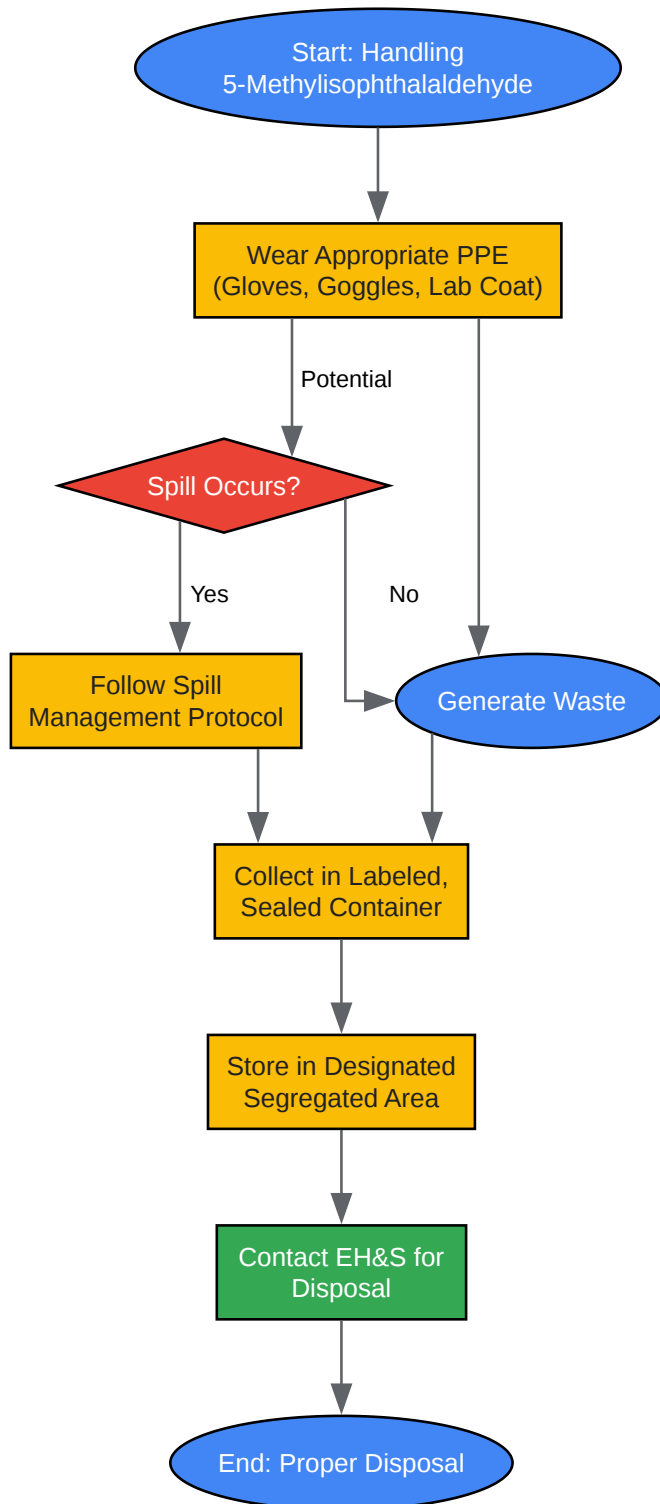 Start: Handling
5-Methylisophthalaldehyde
Wear Appropriate PPE
(Gloves, Goggles, Lab Coat)
Potential
Spill Occurs?
Yes
No
Follow Spill
Management Protocol
Generate Waste
Collect in Labeled,
Sealed Container
Store in Designated
Segregated Area
Contact EH&S for
Disposal
End: Proper Disposal